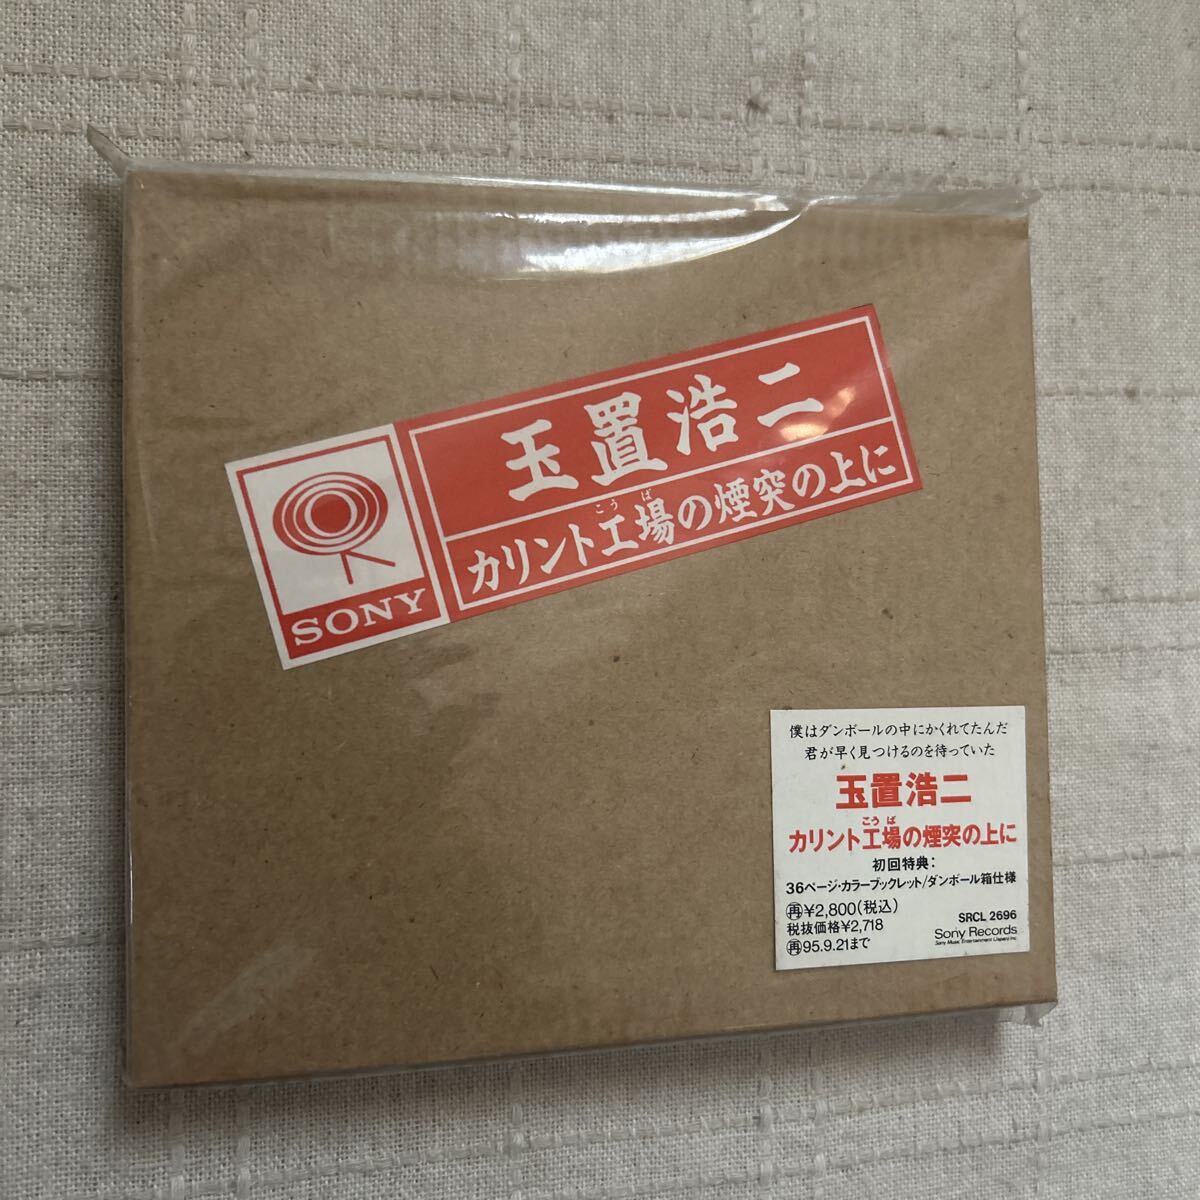 玉置浩二
こうば
カリント工場の煙突の上に
SONY
僕はダンボールの中にかくれてたんだ
君が早く見つけるのを待っていた
玉置浩二
こうば
カリント工場の煙突の上に
初回特典:
36ページ・カラーブックレット/ダンボール箱仕様
再¥2,800(税込)
税抜価格¥2,718
再95.9.21まで
SRCL 2696
Sony Records
Sony Music Entertainment (Japan) Inc.